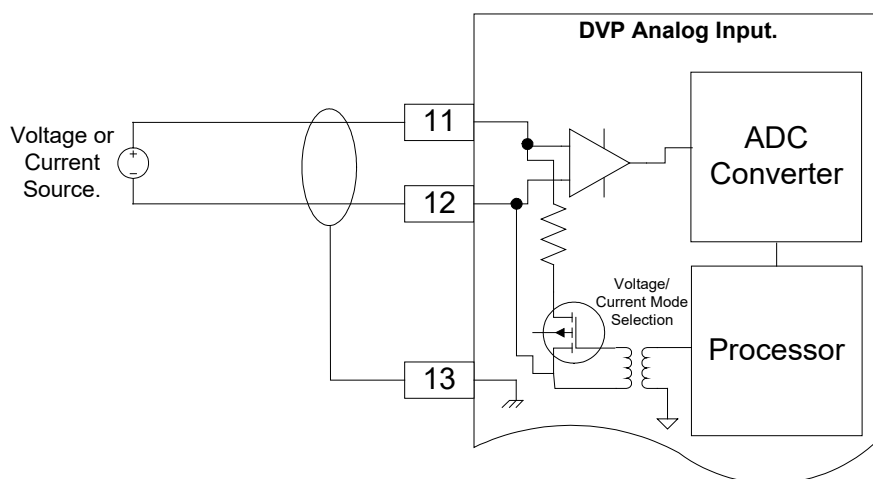 DVP Analog Input.
Voltage or
Current
Source.
11
12
13
ADC
Converter
Voltage/
Current Mode
Selection
Processor
+
−